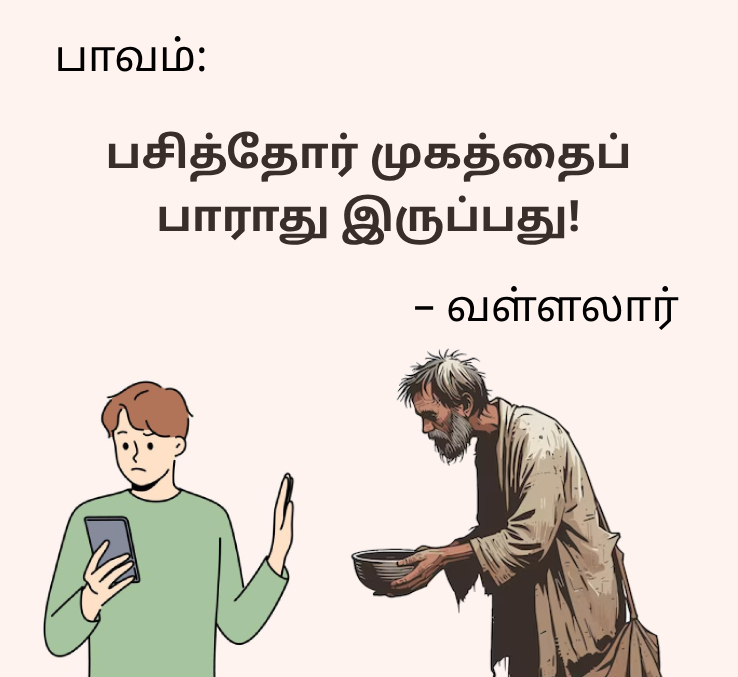 பாவம்:
பசித்தோர் முகத்தைப்
பாராது இருப்பது!
– வள்ளலார்